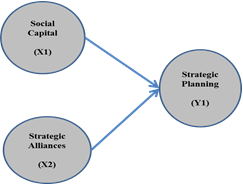 Social
Capital
(X1)
Strategic
Planning
(Y1)
Strategic
Alliances
(X2)